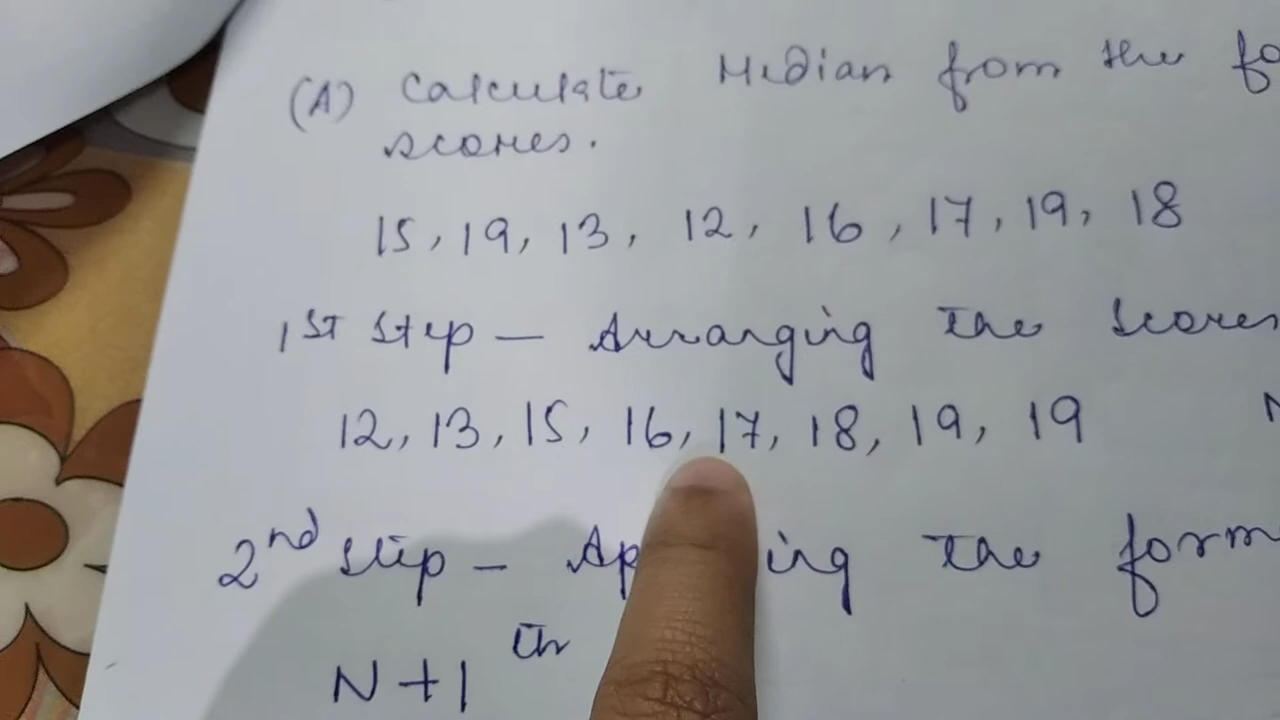 (A) Calculate Median from the fo
scores.
15, 19, 13, 12, 16, 17, 19, 18
1st step – Arranging the scores
12, 13, 15, 16, 17, 18, 19, 19
2nd step – Ap ing the form
th
N+1